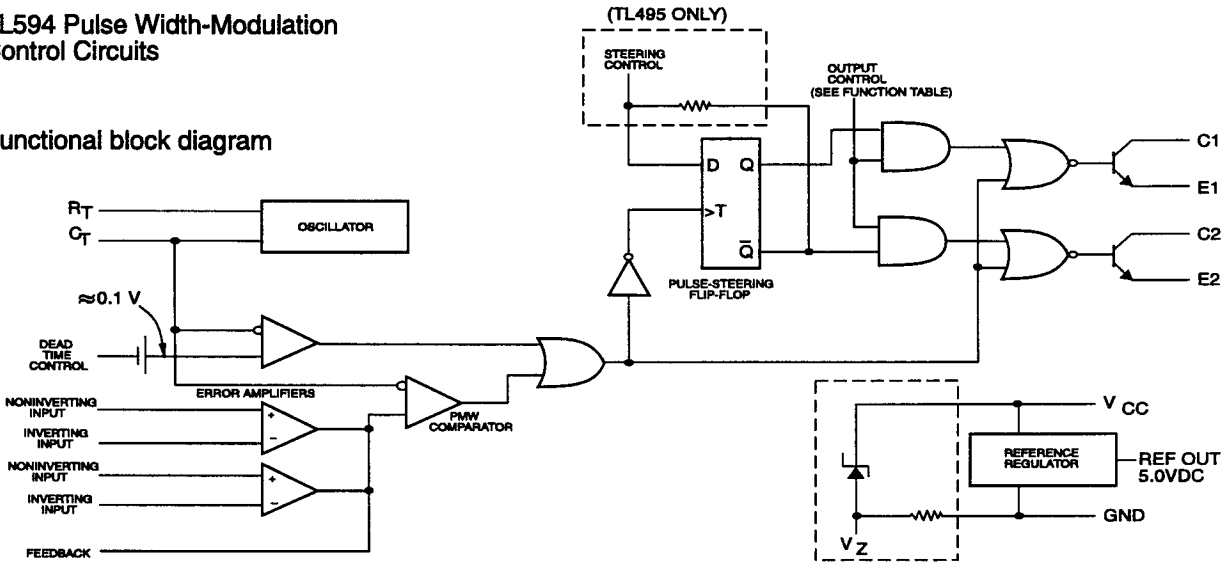 L594 Pulse Width-Modulation
ontrol Circuits
unctional block diagram
(TL495 ONLY)
STEERING
CONTROL
OUTPUT
CONTROL
(SEE FUNCTION TABLE)
D Q
>T
Q̅
PULSE-STEERING
FLIP-FLOP
C1
E1
C2
E2
RT
CT
OSCILLATOR
≈0.1 V
DEAD
TIME
CONTROL
ERROR AMPLIFIERS
NONINVERTING
INPUT
INVERTING
INPUT
NONINVERTING
INPUT
INVERTING
INPUT
FEEDBACK
+
-
+
-
PMW
COMPARATOR
V CC
REFERENCE
REGULATOR
REF OUT
5.0VDC
GND
VZ